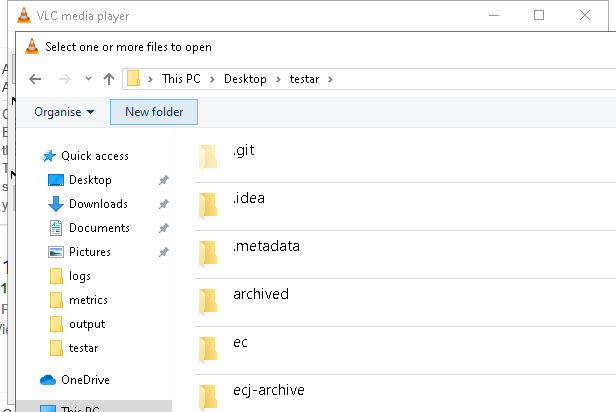 VLC media player
Select one or more files to open
This PC > Desktop > testar >
Organise New folder
Quick access
Desktop
Downloads
Documents
Pictures
logs
metrics
output
testar
OneDrive
This PC
.git
.idea
.metadata
archived
ec
ecj-archive